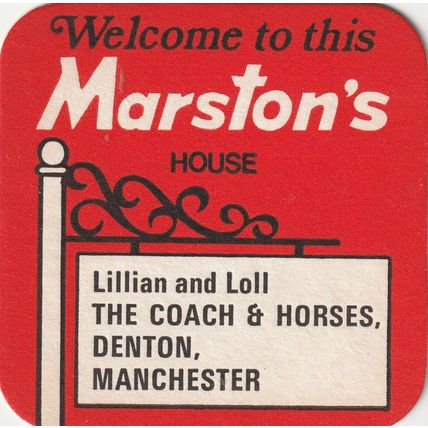 Welcome to this
Marston's
HOUSE
Lillian and Loll
THE COACH & HORSES,
DENTON,
MANCHESTER